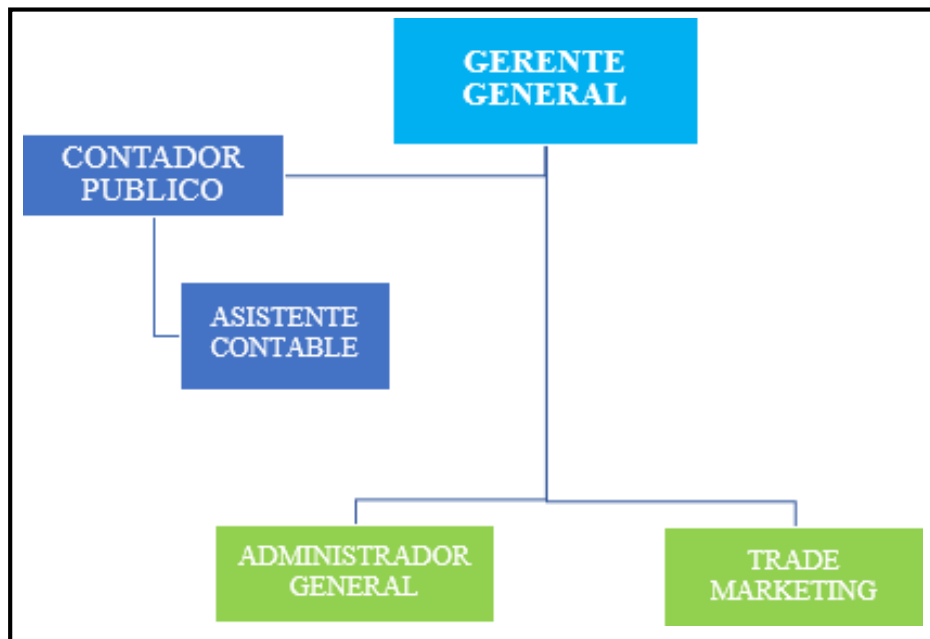 GERENTE
GENERAL
CONTADOR
PUBLICO
ASISTENTE
CONTABLE
ADMINISTRADOR
GENERAL
TRADE
MARKETING